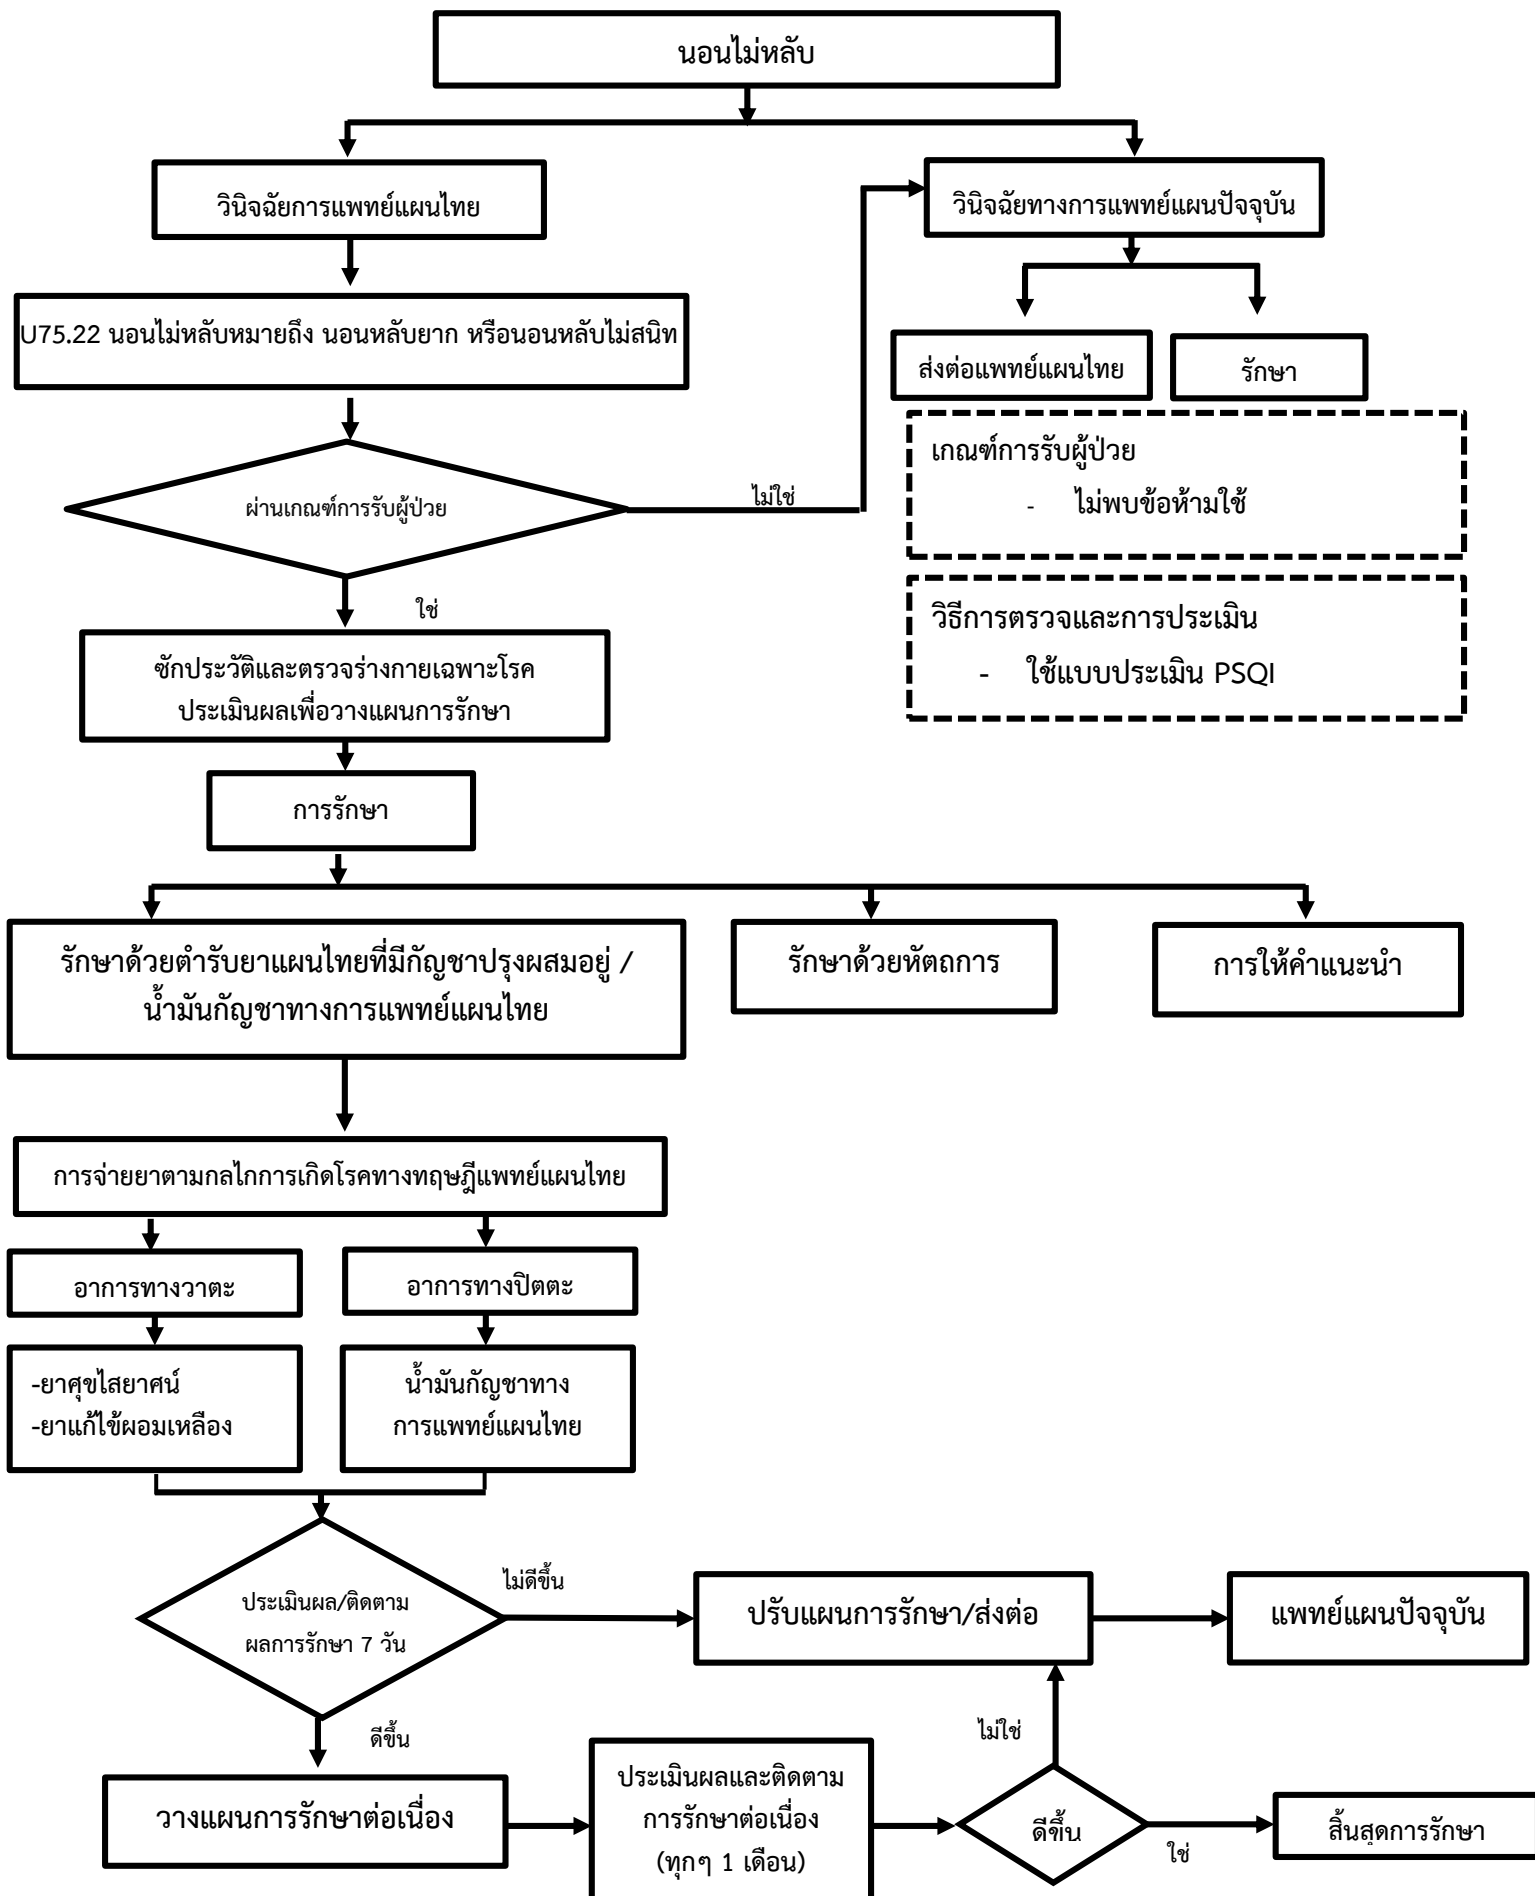 นอนไม่หลับ
วินิจฉัยการแพทย์แผนไทย
วินิจฉัยทางการแพทย์แผนปัจจุบัน
U75.22 นอนไม่หลับหมายถึง นอนหลับยาก หรือนอนหลับไม่สนิท
ส่งต่อแพทย์แผนไทย
รักษา
เกณฑ์การรับผู้ป่วย
- ไม่พบข้อห้ามใช้
ผ่านเกณฑ์การรับผู้ป่วย
ไม่ใช่
ใช่
วิธีการตรวจและการประเมิน
- ใช้แบบประเมิน PSQI
ซักประวัติและตรวจร่างกายเฉพาะโรค
ประเมินผลเพื่อวางแผนการรักษา
การรักษา
รักษาด้วยตำรับยาแผนไทยที่มีกัญชาปรุงผสมอยู่ /
น้ำมันกัญชาทางการแพทย์แผนไทย
รักษาด้วยหัตถการ
การให้คำแนะนำ
การจ่ายยาตามกลไกการเกิดโรคทางทฤษฎีแพทย์แผนไทย
อาการทางวาตะ
อาการทางปิตตะ
-ยาศุขไสยาศน์
-ยาแก้ไข้ผอมเหลือง
น้ำมันกัญชาทาง
การแพทย์แผนไทย
ประเมินผล/ติดตาม
ผลการรักษา 7 วัน
ไม่ดีขึ้น
ปรับแผนการรักษา/ส่งต่อ
แพทย์แผนปัจจุบัน
ดีขึ้น
วางแผนการรักษาต่อเนื่อง
ประเมินผลและติดตาม
การรักษาต่อเนื่อง
(ทุกๆ 1 เดือน)
ไม่ใช่
ดีขึ้น
ใช่
สิ้นสุดการรักษา